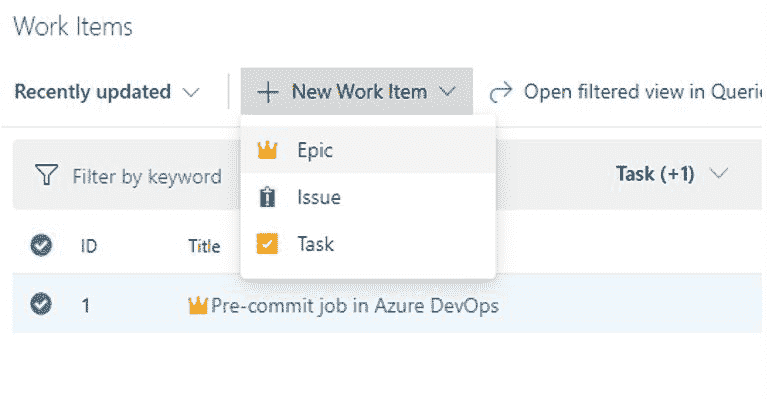 Work Items
Recently updated
New Work Item
Open filtered view in Querie
Epic
Filter by keyword
Task (+1)
Issue
ID
Title
Task
1
Pre-commit job in Azure DevOps